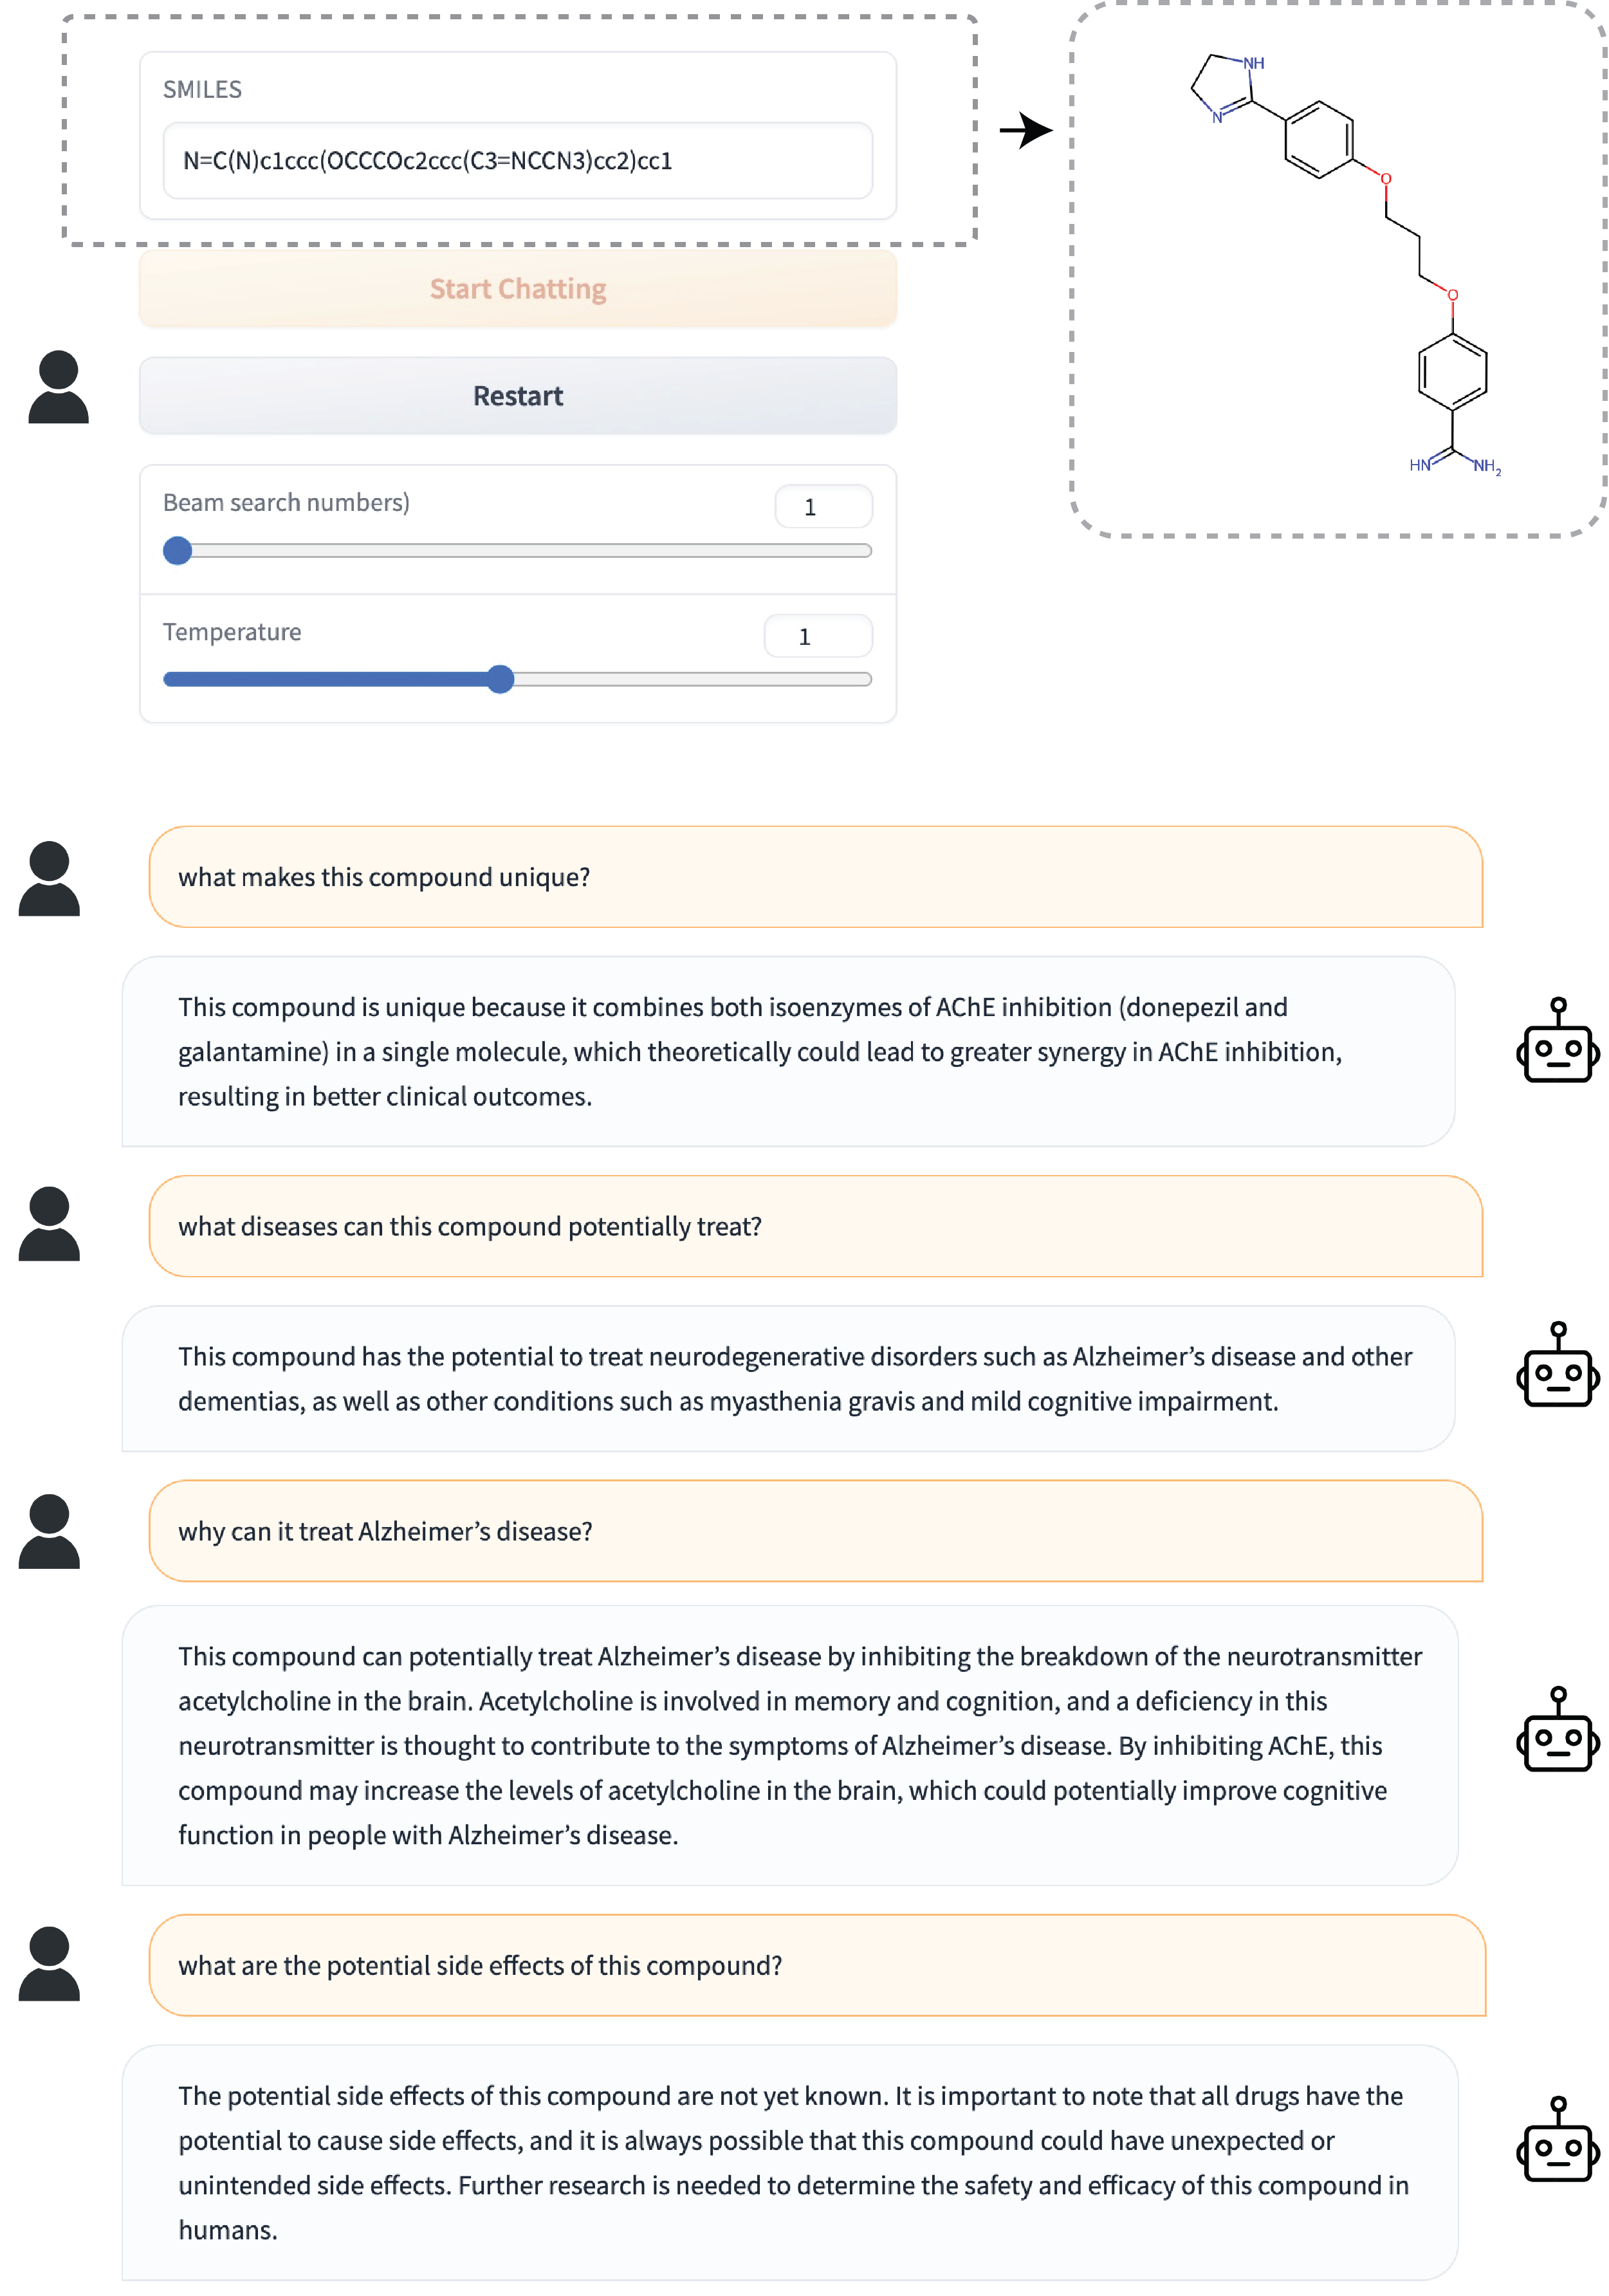 SMILES
N=C(N)c1ccc(OCCCOc2ccc(C3=NCCN3)cc2)cc1
Start Chatting
Restart
Beam search numbers)
1
Temperature
1
NH
N
O
O
HN
NH2
what makes this compound unique?
This compound is unique because it combines both isoenzymes of AChE inhibition (donepezil and
galantamine) in a single molecule, which theoretically could lead to greater synergy in AChE inhibition,
resulting in better clinical outcomes.
what diseases can this compound potentially treat?
This compound has the potential to treat neurodegenerative disorders such as Alzheimer’s disease and other
dementias, as well as other conditions such as myasthenia gravis and mild cognitive impairment.
why can it treat Alzheimer’s disease?
This compound can potentially treat Alzheimer’s disease by inhibiting the breakdown of the neurotransmitter
acetylcholine in the brain. Acetylcholine is involved in memory and cognition, and a deficiency in this
neurotransmitter is thought to contribute to the symptoms of Alzheimer’s disease. By inhibiting AChE, this
compound may increase the levels of acetylcholine in the brain, which could potentially improve cognitive
function in people with Alzheimer’s disease.
what are the potential side effects of this compound?
The potential side effects of this compound are not yet known. It is important to note that all drugs have the
potential to cause side effects, and it is always possible that this compound could have unexpected or
unintended side effects. Further research is needed to determine the safety and efficacy of this compound in
humans.